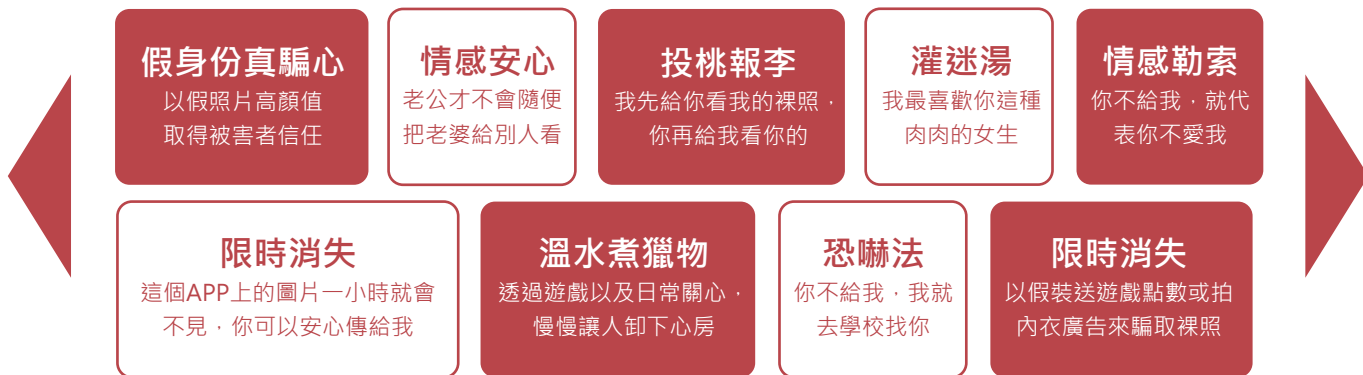 假身份真騙心
以假照片高顏值
取得被害者信任
情感安心
老公才不會隨便
把老婆給別人看
投桃報李
我先給你看我的裸照，
你再給我看你的
灌迷湯
我最喜歡你這種
肉肉的女生
情感勒索
你不給我，就代
表你不愛我
限時消失
這個APP上的圖片一小時就會
不見，你可以安心傳給我
溫水煮獵物
透過遊戲以及日常關心，
慢慢讓人卸下心房
恐嚇法
你不給我，我就
去學校找你
限時消失
以假裝送遊戲點數或拍
內衣廣告來騙取裸照